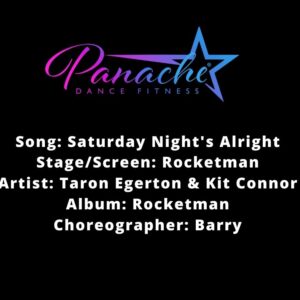 Panache
DANCE FITNESS
Song: Saturday Night's Alright
Stage/Screen: Rocketman
Artist: Taron Egerton & Kit Connor
Album: Rocketman
Choreographer: Barry